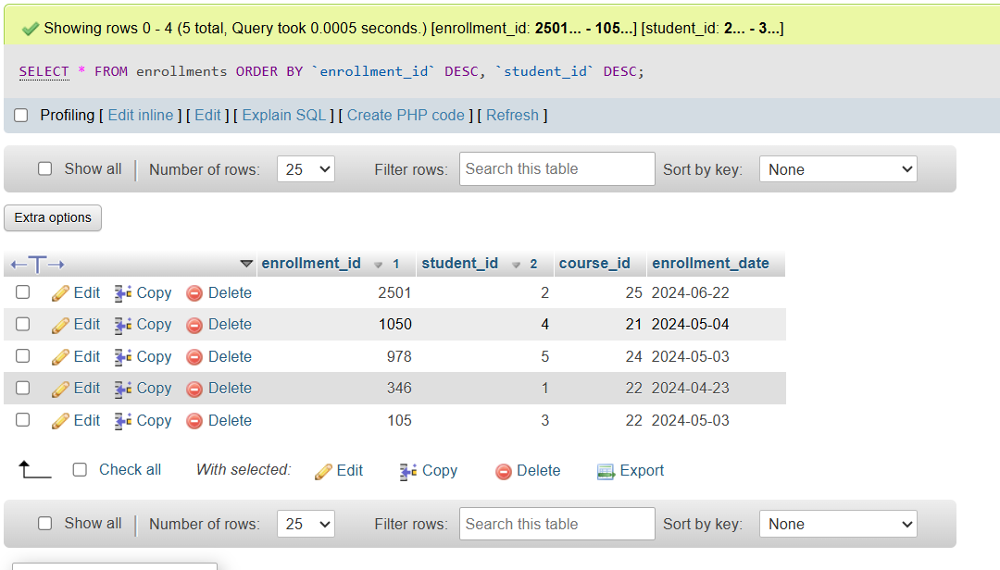 Showing rows 0 - 4 (5 total, Query took 0.0005 seconds.) [enrollment_id: 2501... - 105...] [student_id: 2... - 3...]
SELECT * FROM enrollments ORDER BY `enrollment_id` DESC, `student_id` DESC;
Profiling [ Edit inline ] [ Edit ] [ Explain SQL ] [ Create PHP code ] [ Refresh ]
Show all | Number of rows: 25 Filter rows: Search this table Sort by key: None
Extra options
←T→ enrollment_id 1 student_id 2 course_id enrollment_date
Edit Copy Delete 2501 2 25 2024-06-22
Edit Copy Delete 1050 4 21 2024-05-04
Edit Copy Delete 978 5 24 2024-05-03
Edit Copy Delete 346 1 22 2024-04-23
Edit Copy Delete 105 3 22 2024-05-03
Check all With selected: Edit Copy Delete Export
Show all | Number of rows: 25 Filter rows: Search this table Sort by key: None